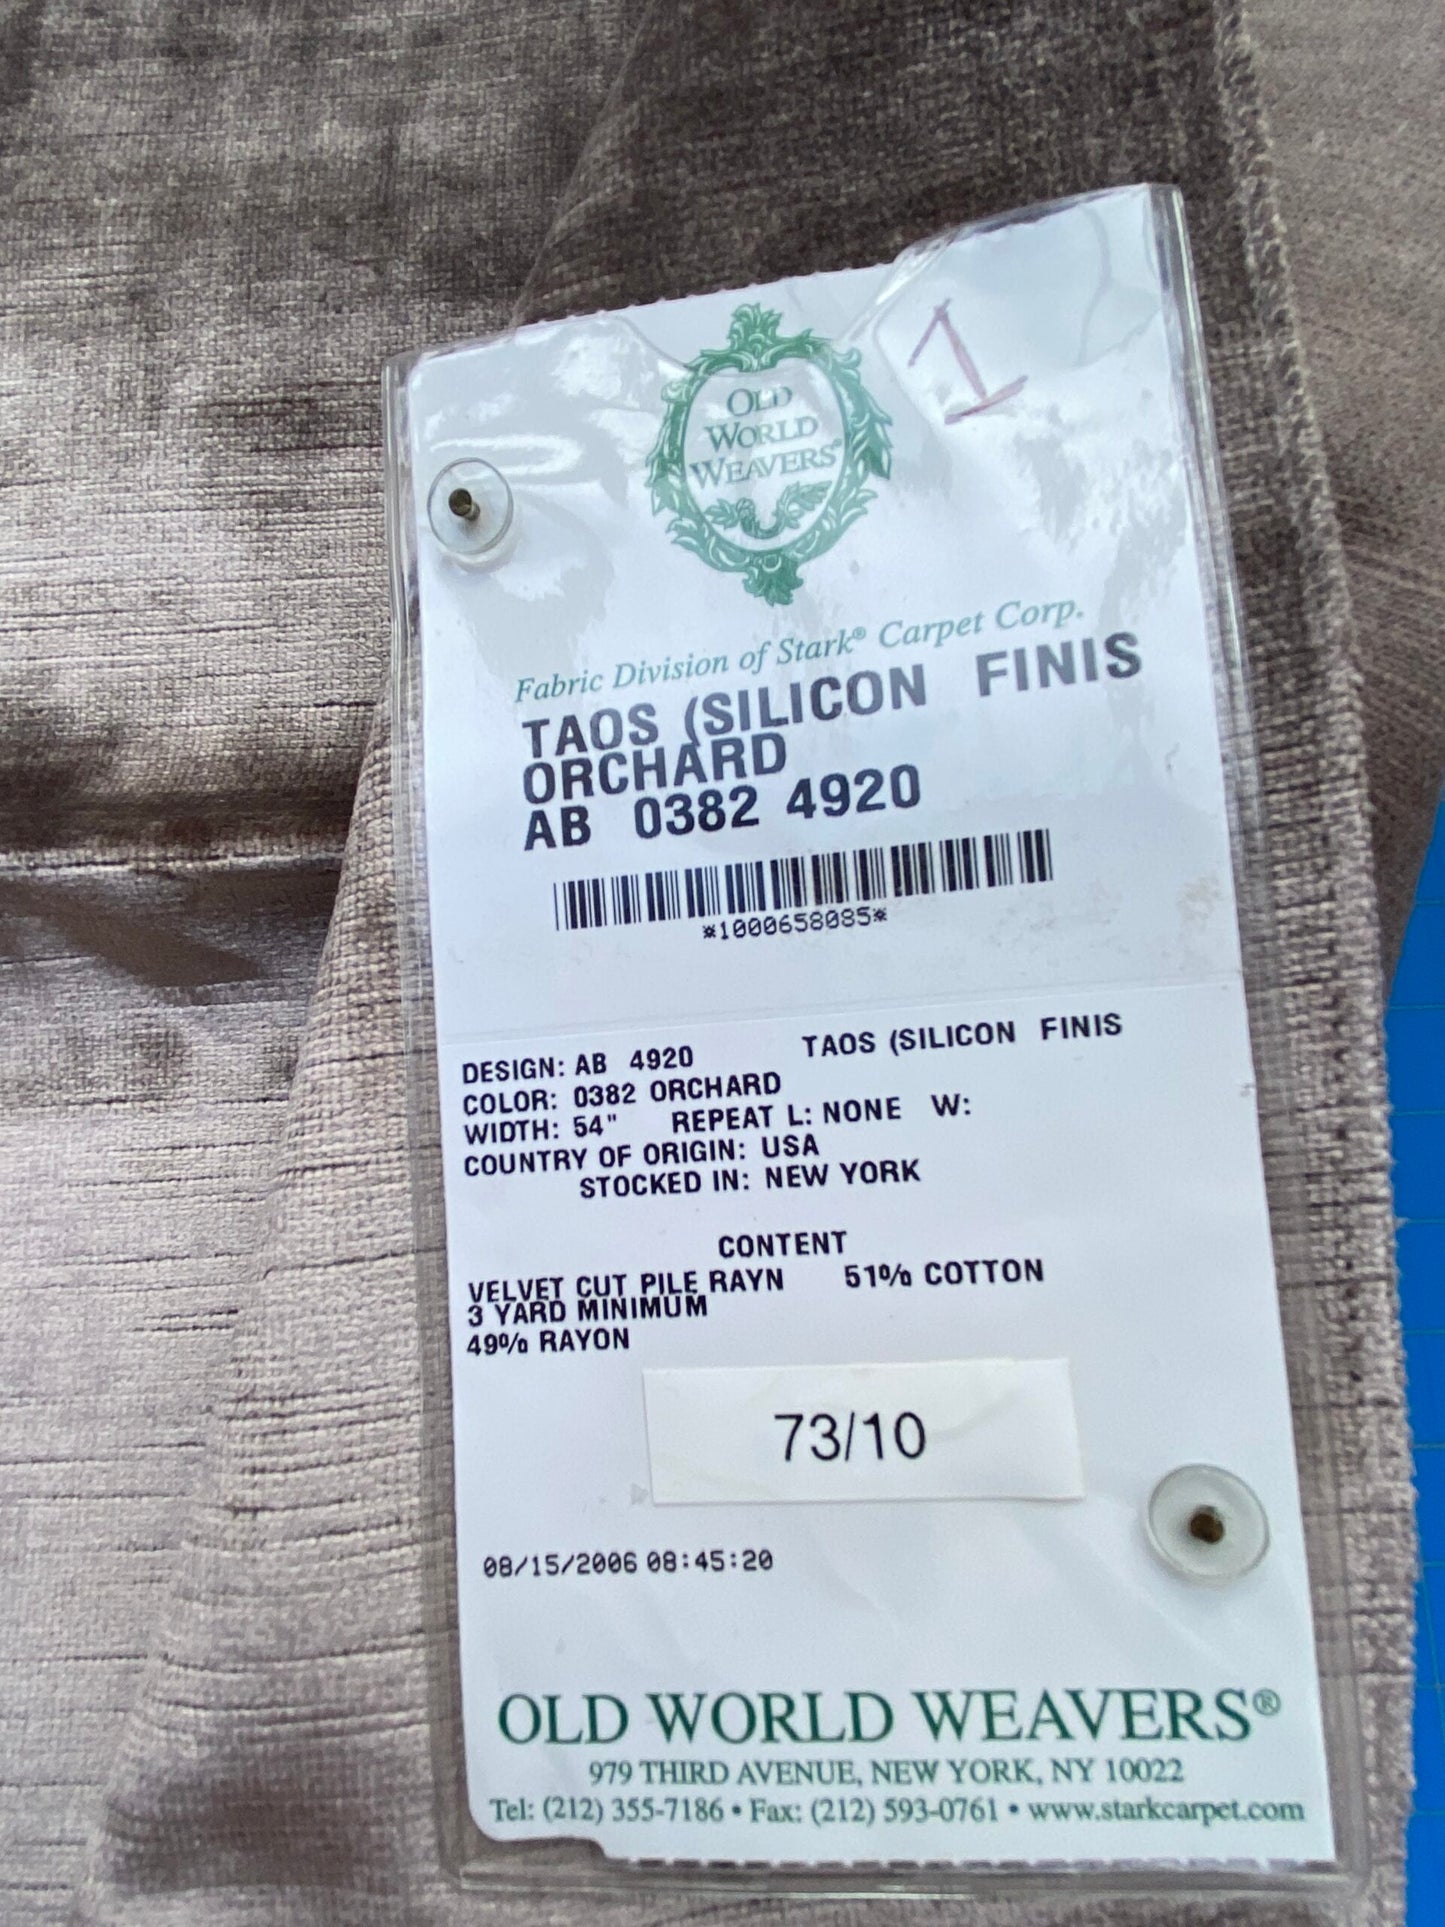 1
OLD
WORLD
WEAVERS®
Fabric Division of Stark® Carpet Corp.
TAOS (SILICON FINIS
ORCHARD
AB 0382 4920
*1000658085*
DESIGN: AB 4920 TAOS (SILICON FINIS
COLOR: 0382 ORCHARD
WIDTH: 54" REPEAT L: NONE W:
COUNTRY OF ORIGIN: USA
STOCKED IN: NEW YORK
CONTENT
VELVET CUT PILE RAYN 51% COTTON
3 YARD MINIMUM
49% RAYON
73/10
08/15/2006 08:45:20
OLD WORLD WEAVERS®
979 THIRD AVENUE, NEW YORK, NY 10022
Tel: (212) 355-7186 • Fax: (212) 593-0761 • www.starkcarpet.com